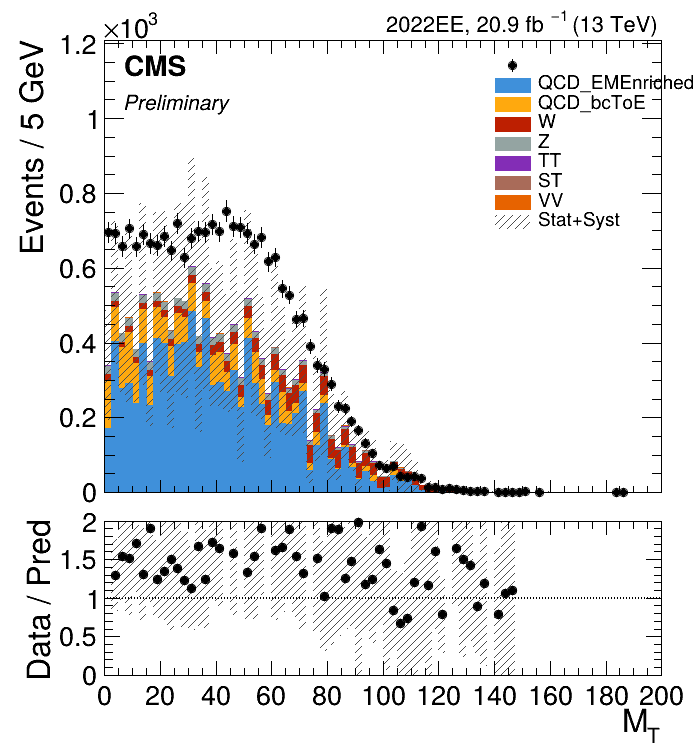 ×10³
2022EE, 20.9 fb ⁻¹ (13 TeV)
CMS
Preliminary
Events / 5 GeV
1.2
1
0.8
0.6
0.4
0.2
0
QCD_EMEnriched
QCD_bcToE
W
Z
TT
ST
VV
Stat+Syst
Data / Pred
2
1.5
1
0.5
0
0 20 40 60 80 100 120 140 160 180 200
M_T